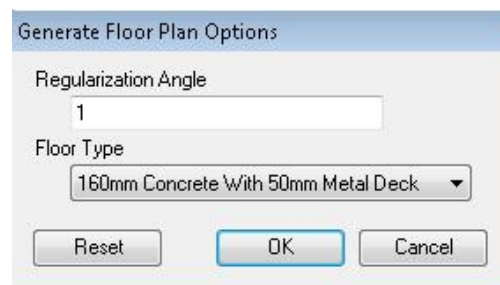 Generate Floor Plan Options
Regularization Angle
1
Floor Type
160mm Concrete With 50mm Metal Deck
Reset OK Cancel